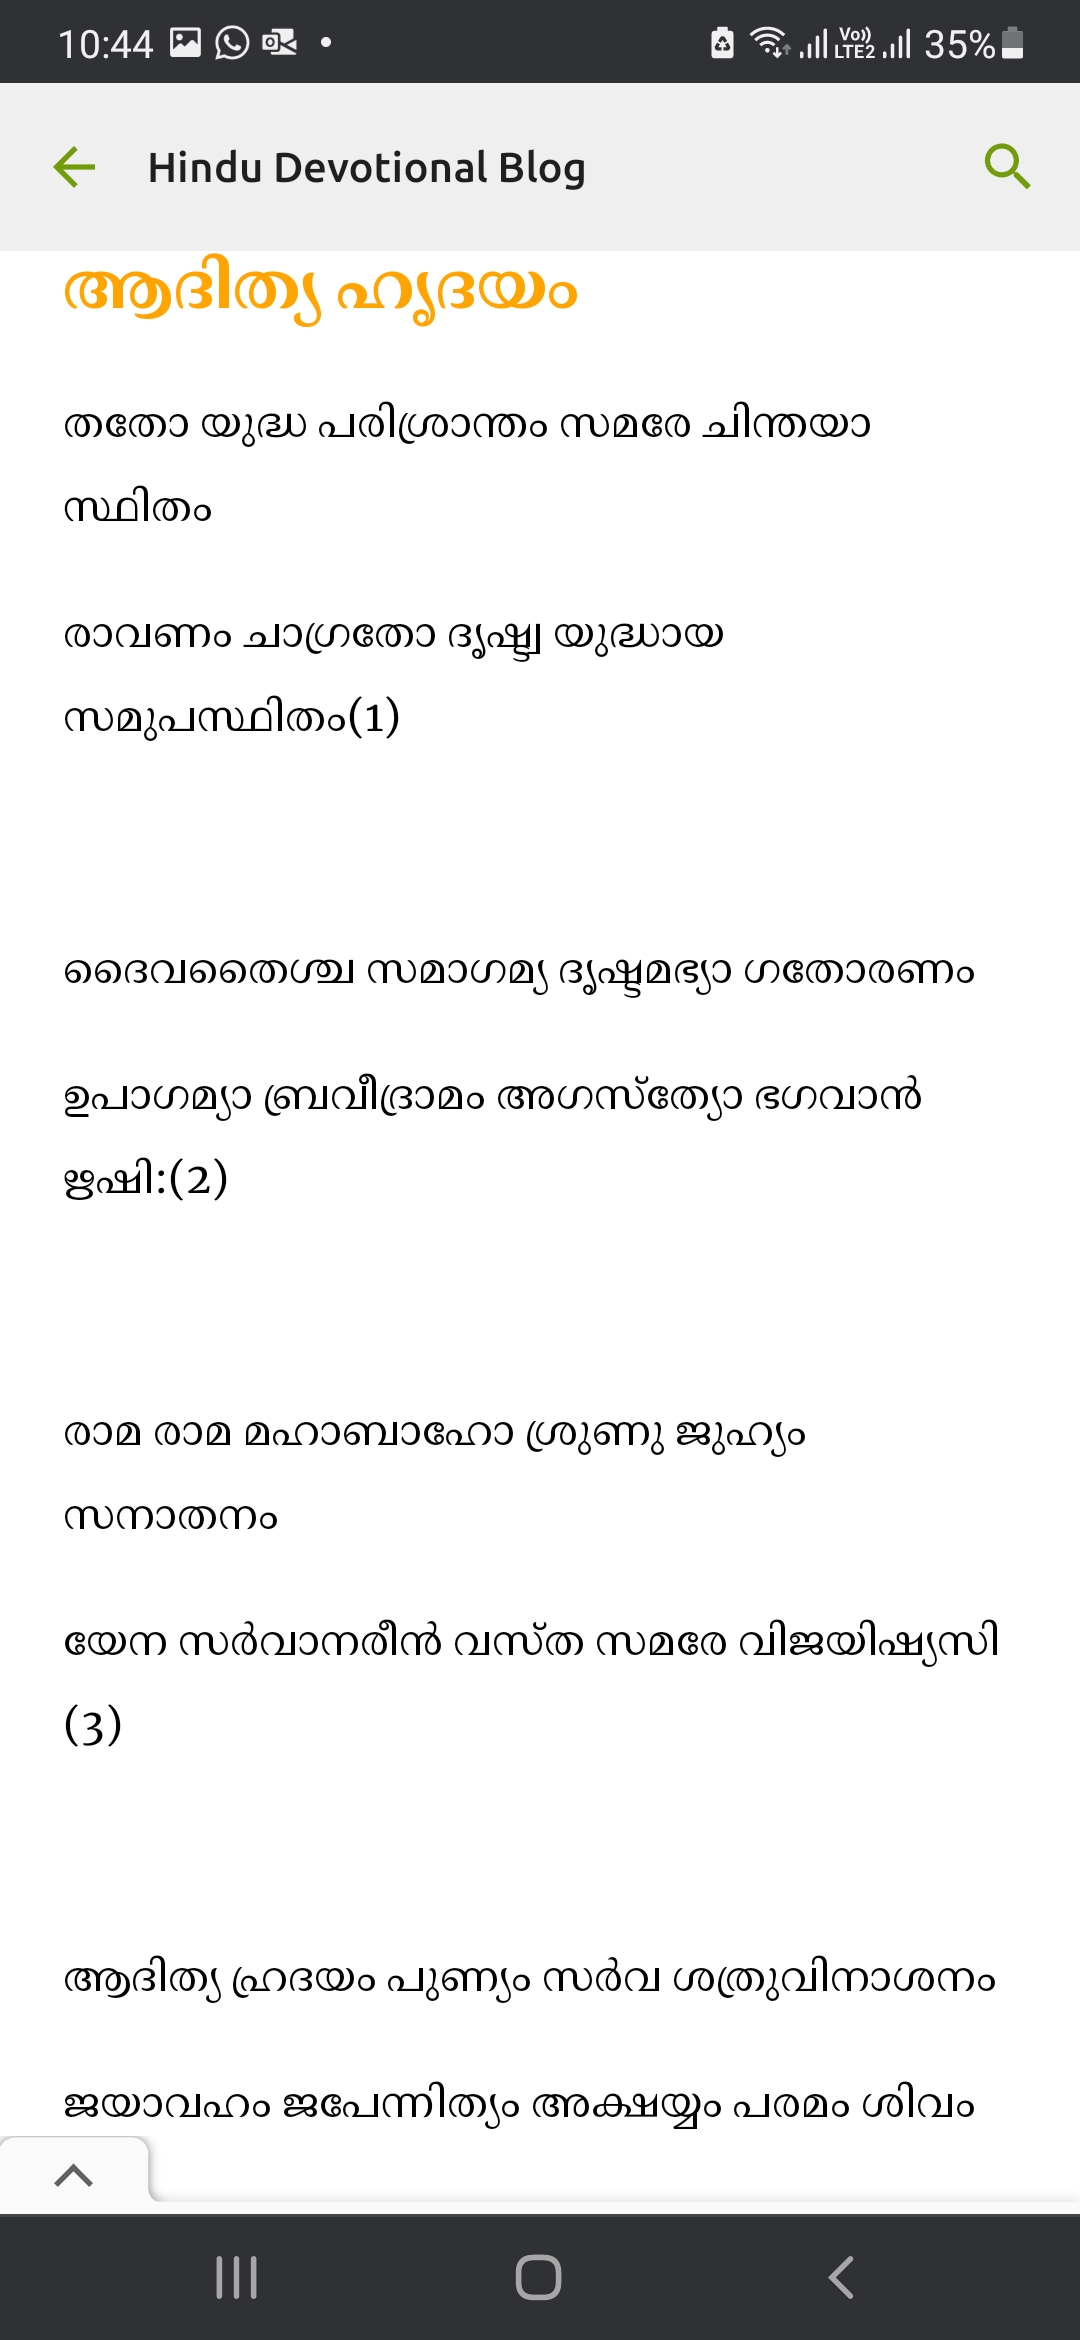 10:44
Vo)) LTE2 35%
Hindu Devotional Blog
ആദിത്യ ഹൃദയം
തതോ യുദ്ധ പരിശ്രാന്തം സമരേ ചിന്തയാ
സ്ഥിതം
രാവണം ചാഗ്രതോ ദൃഷ്ട്വ യുദ്ധായ
സമുപസ്ഥിതം(1)
ദൈവതൈശ്ച സമാഗമ്യ ദൃഷ്ടമഭ്യാ ഗതോരണം
ഉപാഗമ്യാ ബ്രവീദ്രാമം അഗസ്ത്യോ ഭഗവാൻ
ഋഷി:(2)
രാമ രാമ മഹാബാഹോ ശ്രുണു ജുഹ്യം
സനാതനം
യേന സർവാനരീൻ വസ്ത സമരേ വിജയിഷ്യസി
(3)
ആദിത്യ ഹ്രദയം പുണ്യം സർവ ശത്രുവിനാശനം
ജയാവഹം ജപേന്നിത്യം അക്ഷയ്യം പരമം ശിവം